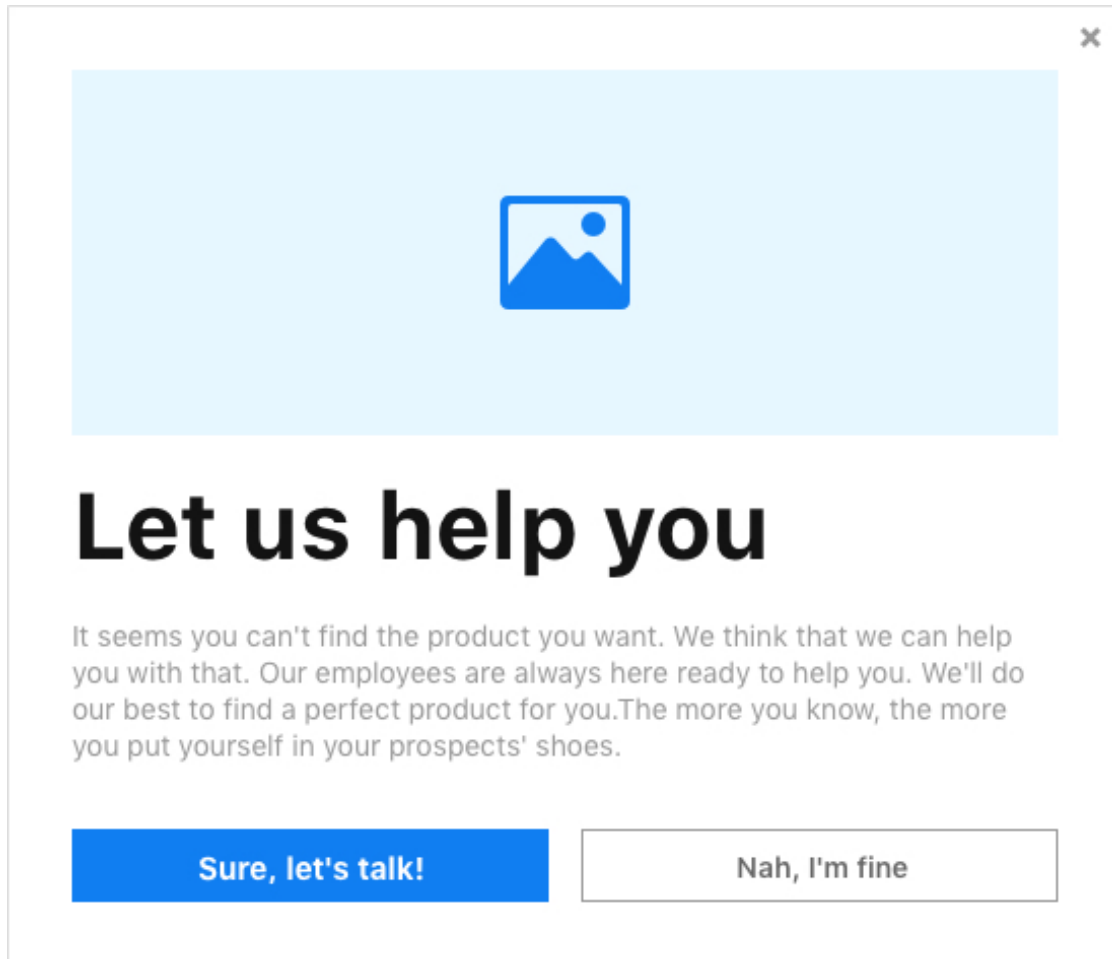 Let us help you
It seems you can't find the product you want. We think that we can help
you with that. Our employees are always here ready to help you. We'll do
our best to find a perfect product for you.The more you know, the more
you put yourself in your prospects' shoes.
Sure, let's talk!
Nah, I'm fine